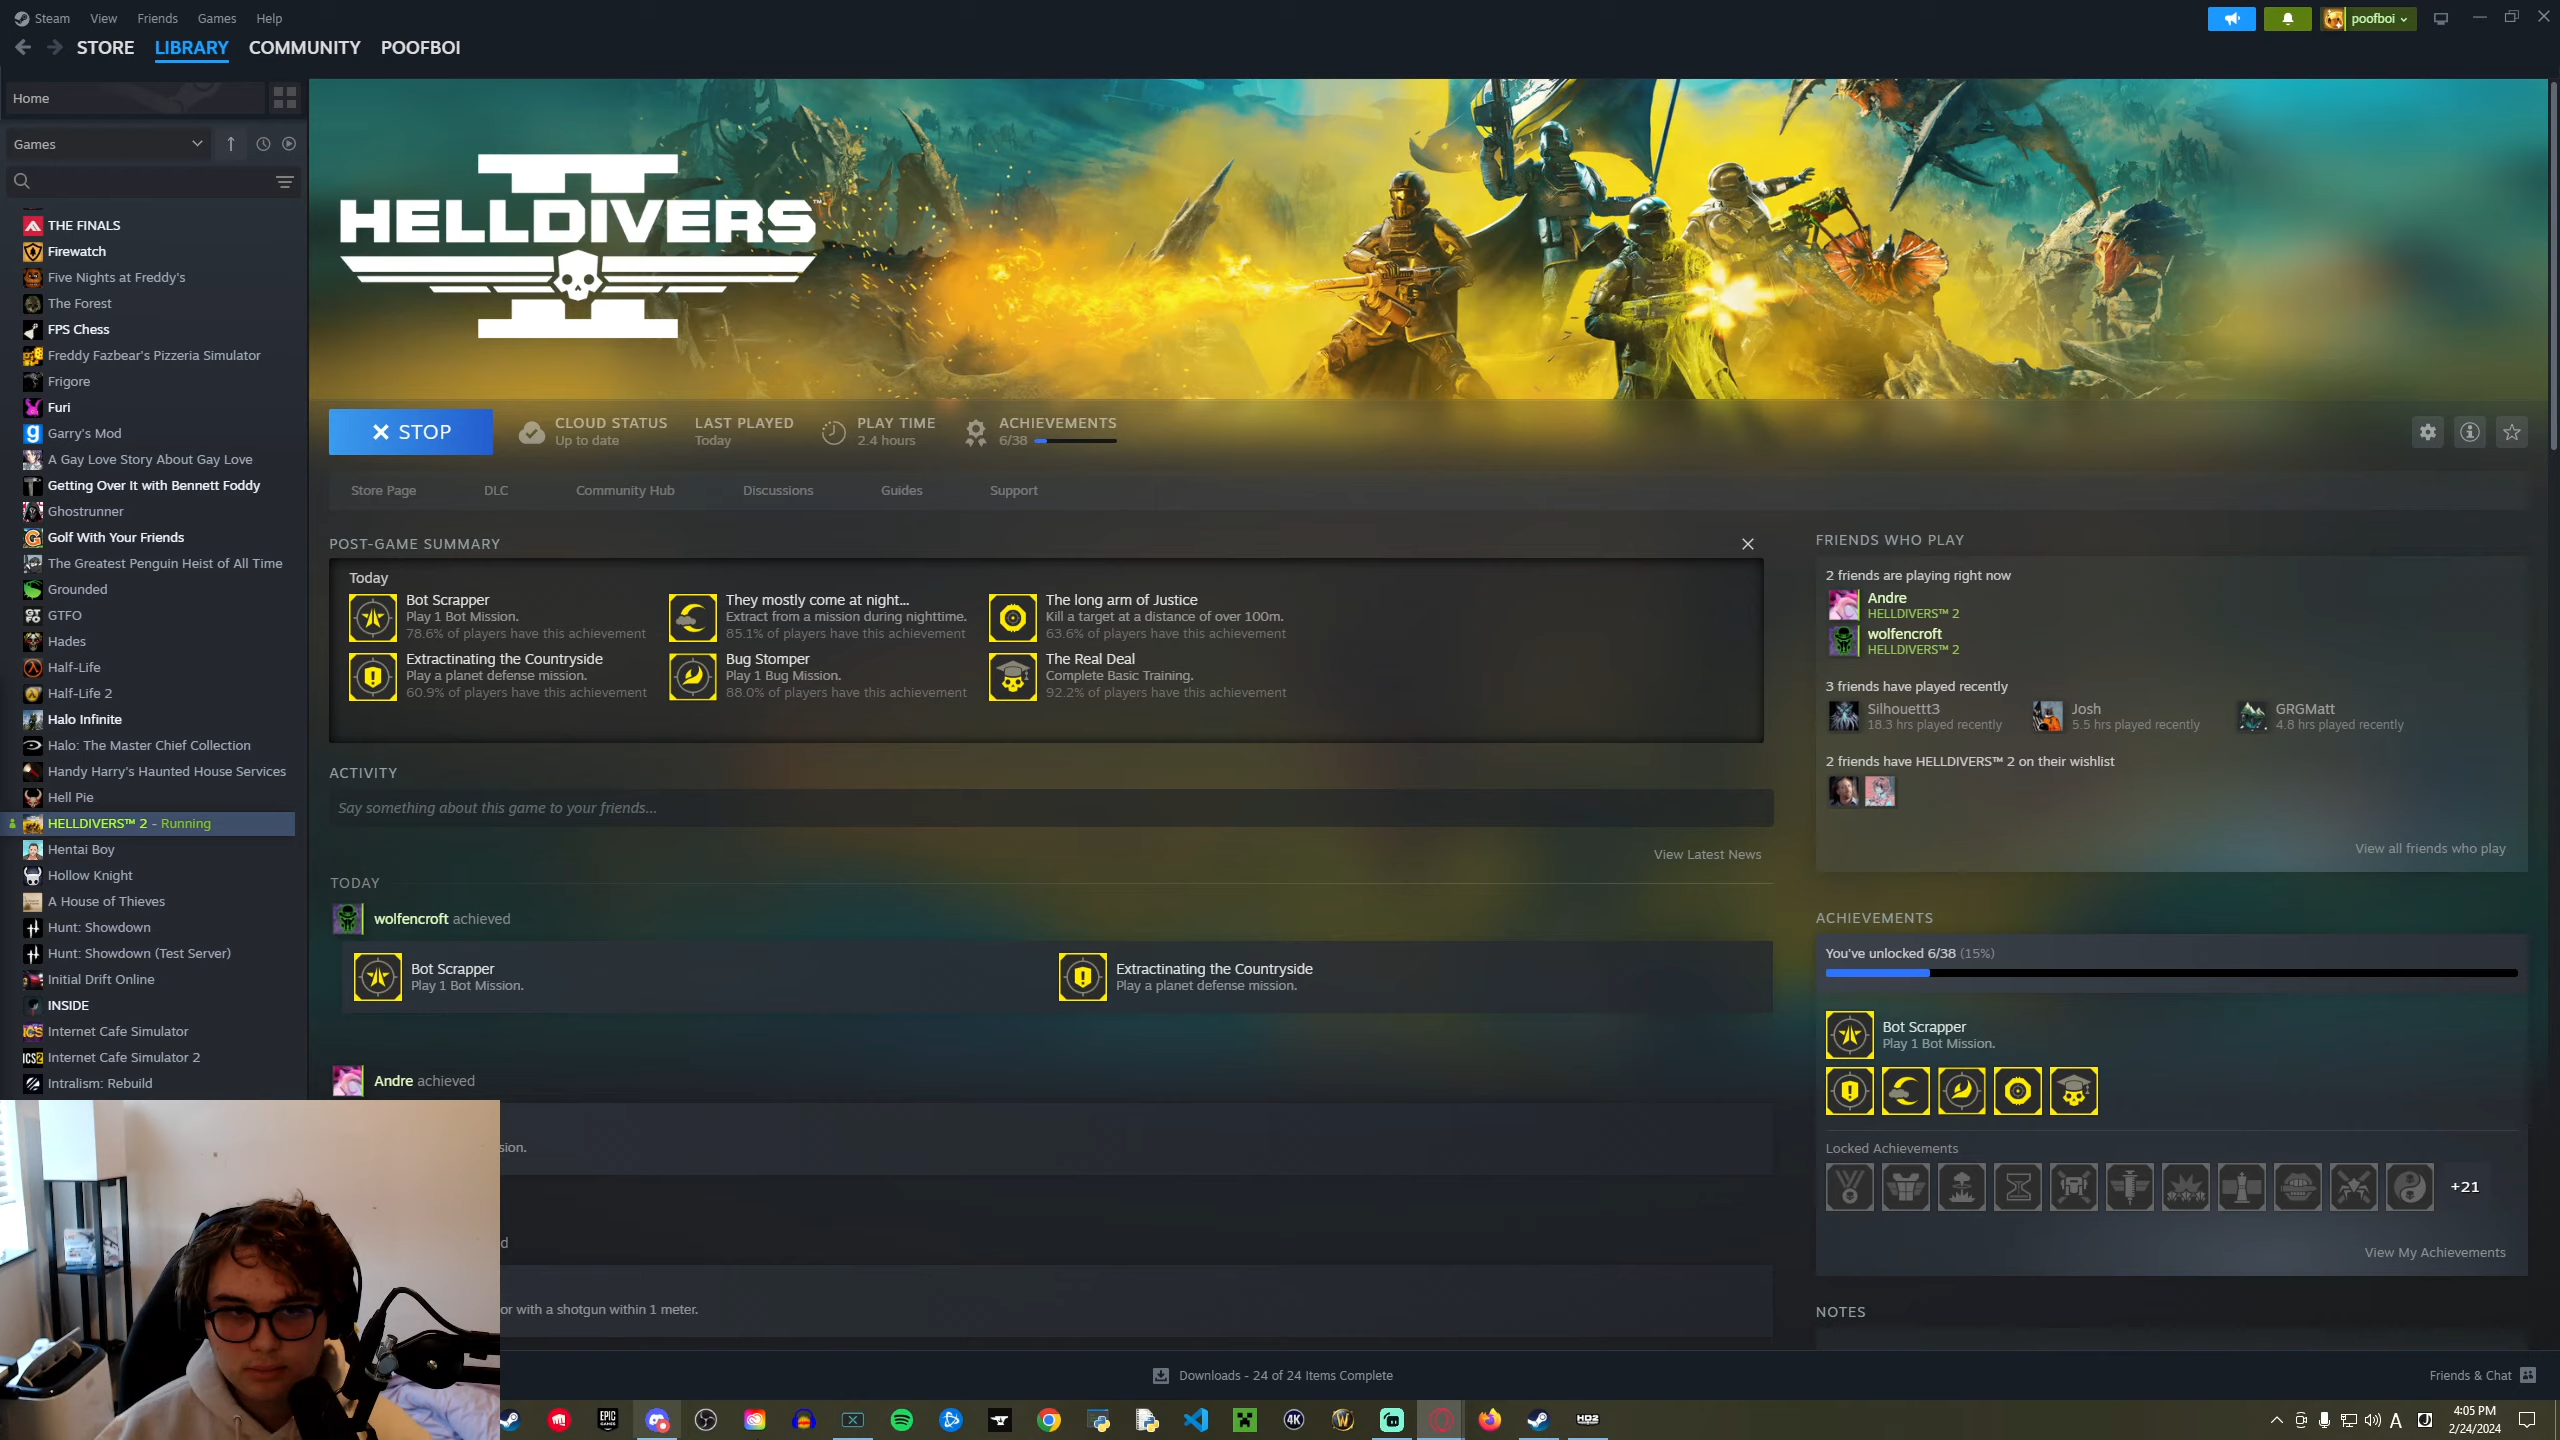 Steam View Friends Games Help
poofboi
STORE LIBRARY COMMUNITY POOFBOI
Home
Games
THE FINALS
Firewatch
Five Nights at Freddy's
The Forest
FPS Chess
Freddy Fazbear's Pizzeria Simulator
Frigore
Furi
Garry's Mod
A Gay Love Story About Gay Love
Getting Over It with Bennett Foddy
Ghostrunner
Golf With Your Friends
The Greatest Penguin Heist of All Time
Grounded
GTFO
Hades
Half-Life
Half-Life 2
Halo Infinite
Halo: The Master Chief Collection
Handy Harry's Haunted House Services
Hell Pie
HELLDIVERS™ 2 - Running
Hentai Boy
Hollow Knight
A House of Thieves
Hunt: Showdown
Hunt: Showdown (Test Server)
Initial Drift Online
INSIDE
Internet Cafe Simulator
Internet Cafe Simulator 2
Intralism: Rebuild
HELLDIVERS™
II
STOP
CLOUD STATUS
Up to date
LAST PLAYED
Today
PLAY TIME
2.4 hours
ACHIEVEMENTS
6/38
Store Page DLC Community Hub Discussions Guides Support
POST-GAME SUMMARY
Today
Bot Scrapper
Play 1 Bot Mission.
78.6% of players have this achievement
They mostly come at night...
Extract from a mission during nighttime.
85.1% of players have this achievement
The long arm of Justice
Kill a target at a distance of over 100m.
63.6% of players have this achievement
Extractinating the Countryside
Play a planet defense mission.
60.9% of players have this achievement
Bug Stomper
Play 1 Bug Mission.
88.0% of players have this achievement
The Real Deal
Complete Basic Training.
92.2% of players have this achievement
ACTIVITY
Say something about this game to your friends...
View Latest News
TODAY
wolfencroft achieved
Bot Scrapper
Play 1 Bot Mission.
Extractinating the Countryside
Play a planet defense mission.
Andre achieved
sion.
d
or with a shotgun within 1 meter.
FRIENDS WHO PLAY
2 friends are playing right now
Andre
HELLDIVERS™ 2
wolfencroft
HELLDIVERS™ 2
3 friends have played recently
Silhouettt3
18.3 hrs played recently
Josh
5.5 hrs played recently
GRGMatt
4.8 hrs played recently
2 friends have HELLDIVERS™ 2 on their wishlist
View all friends who play
ACHIEVEMENTS
You've unlocked 6/38 (15%)
Bot Scrapper
Play 1 Bot Mission.
Locked Achievements
+21
View My Achievements
NOTES
Downloads - 24 of 24 Items Complete
Friends & Chat
EPIC
GAMES
4K
HD2
A
4:05 PM
2/24/2024